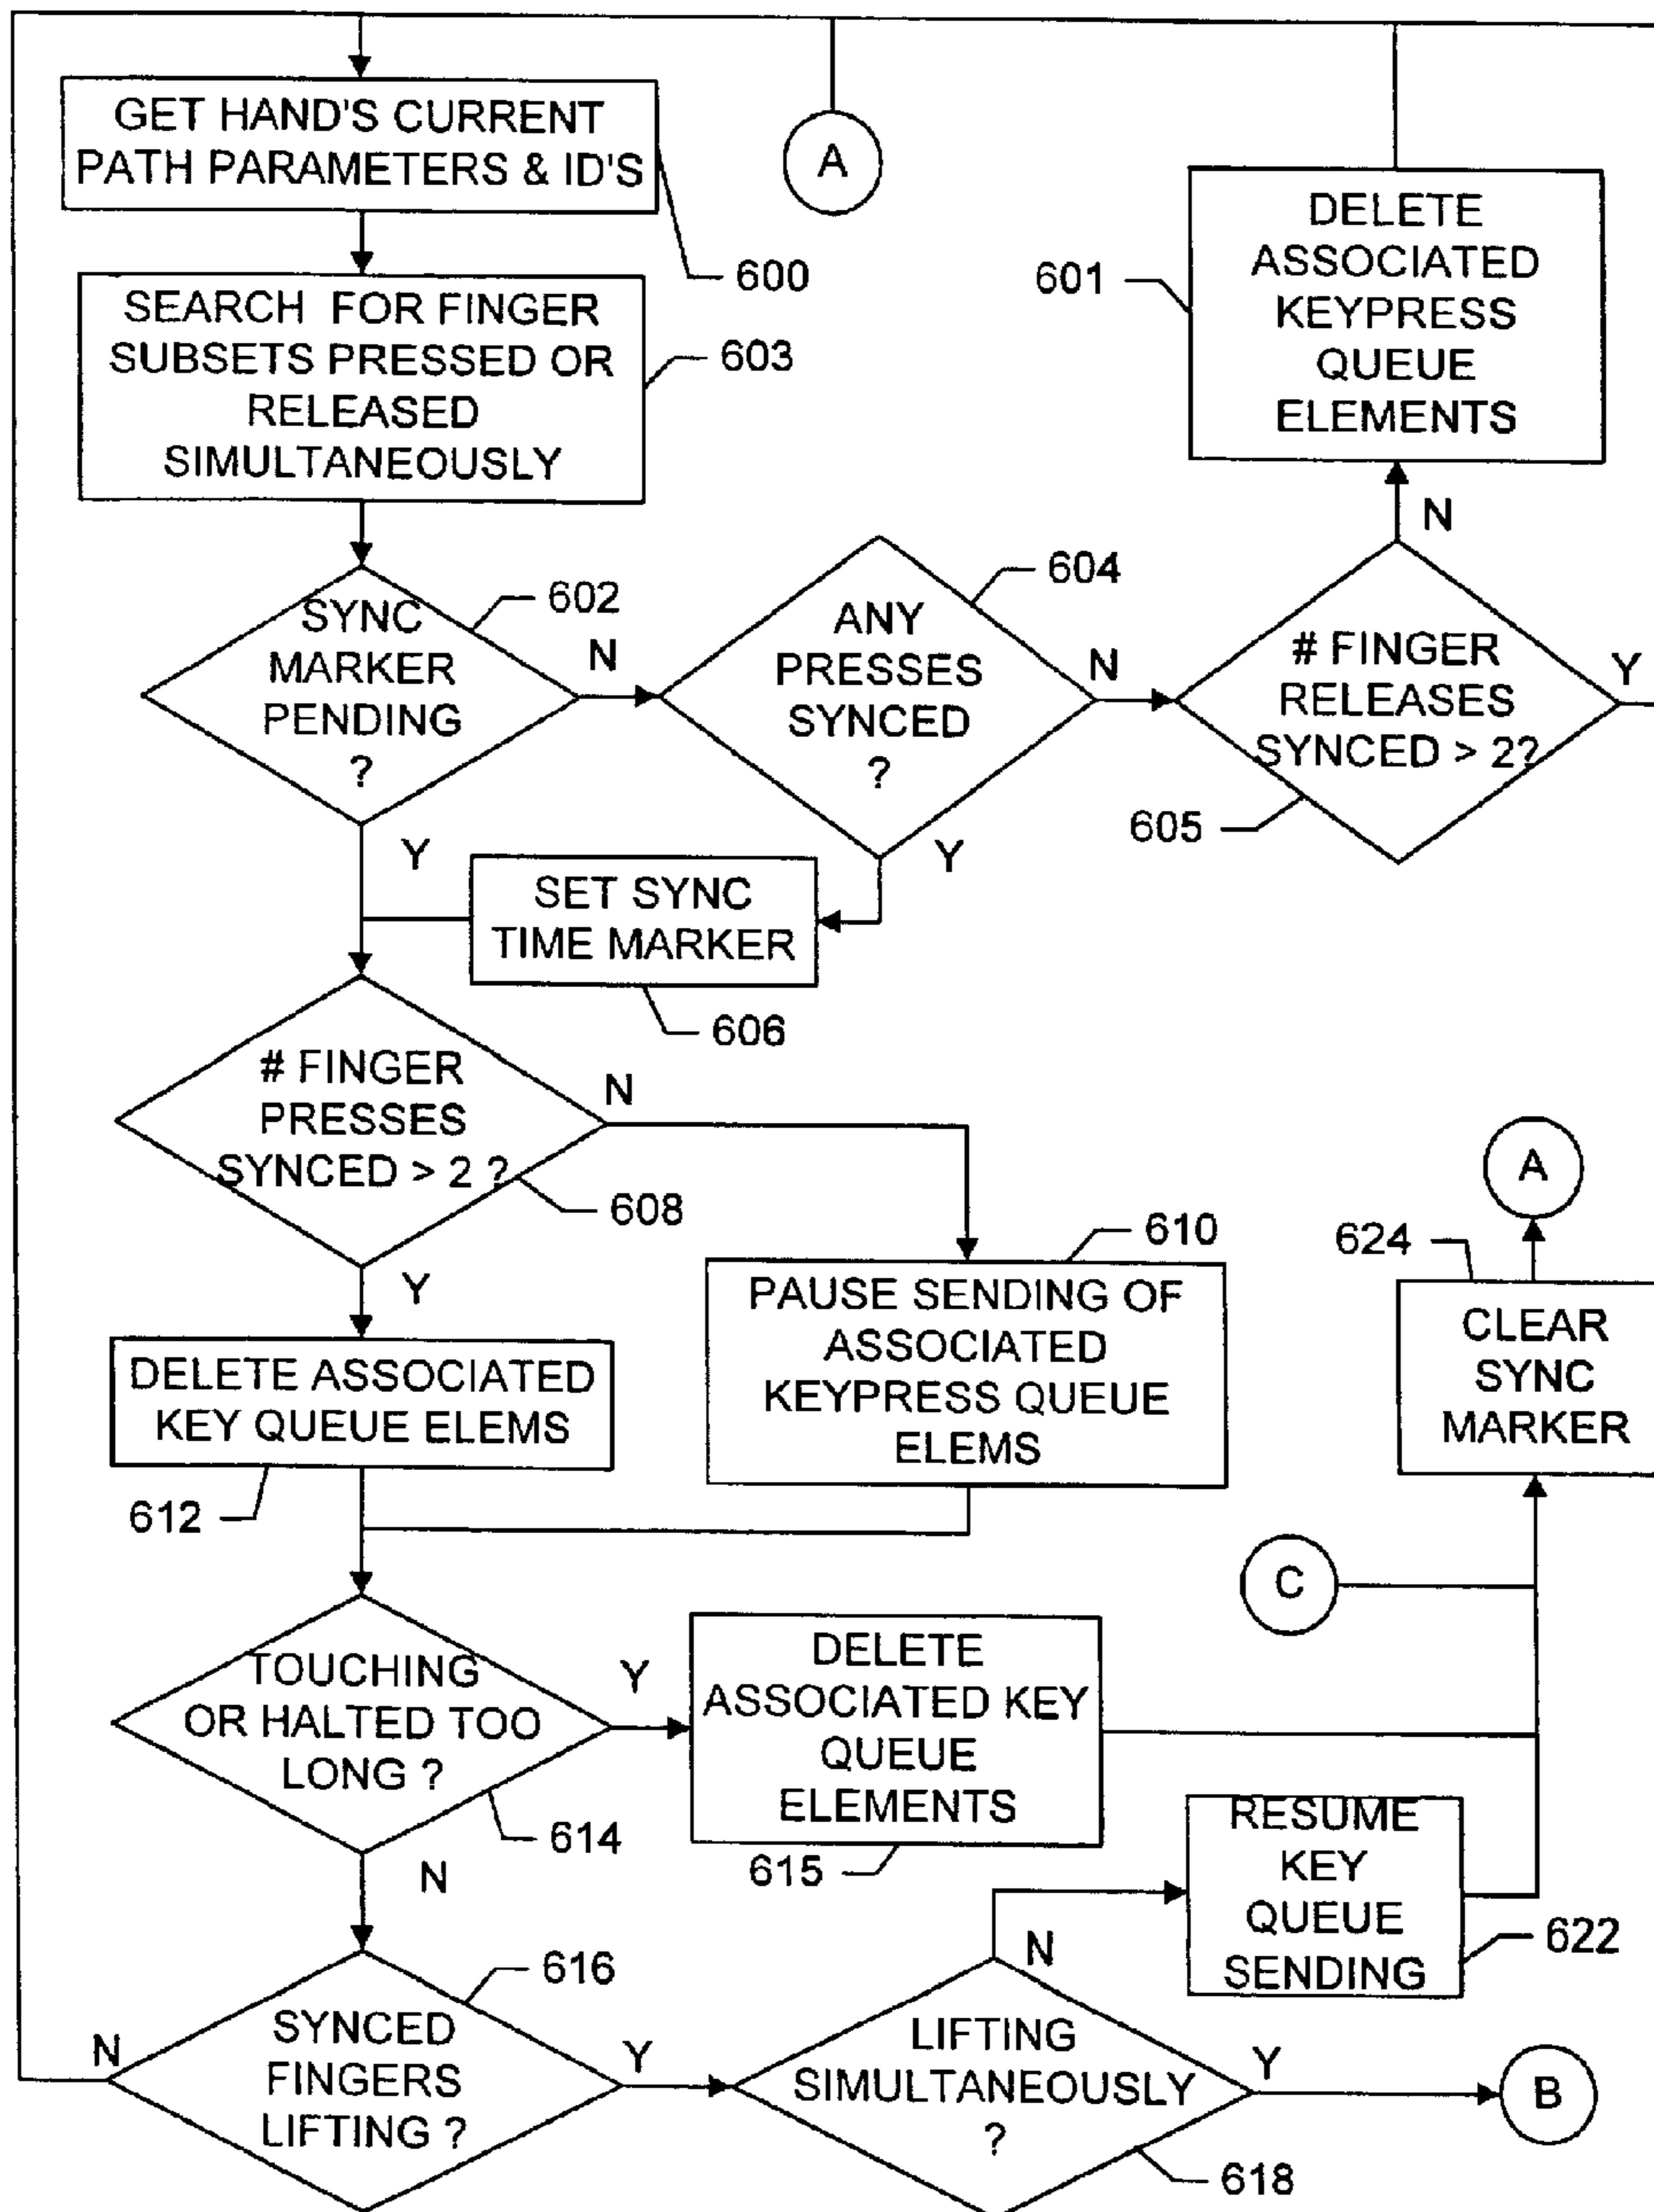 GET HAND'S CURRENT
PATH PARAMETERS & ID'S
600
A
DELETE
ASSOCIATED
KEYPRESS
QUEUE
ELEMENTS
601
SEARCH FOR FINGER
SUBSETS PRESSED OR
RELEASED
SIMULTANEOUSLY
603
N
SYNC
MARKER
PENDING
?
602
N
ANY
PRESSES
SYNCED
?
604
N
# FINGER
RELEASES
SYNCED > 2?
605
Y
Y
Y
SET SYNC
TIME MARKER
606
# FINGER
PRESSES
SYNCED > 2 ?
608
N
Y
610
PAUSE SENDING OF
ASSOCIATED
KEYPRESS QUEUE
ELEMS
DELETE ASSOCIATED
KEY QUEUE ELEMS
612
A
624
CLEAR
SYNC
MARKER
C
TOUCHING
OR HALTED TOO
LONG ?
614
Y
DELETE
ASSOCIATED KEY
QUEUE
ELEMENTS
615
N
RESUME
KEY
QUEUE
SENDING
622
N
616
SYNCED
FINGERS
LIFTING ?
N
Y
LIFTING
SIMULTANEOUSLY
?
618
Y
B